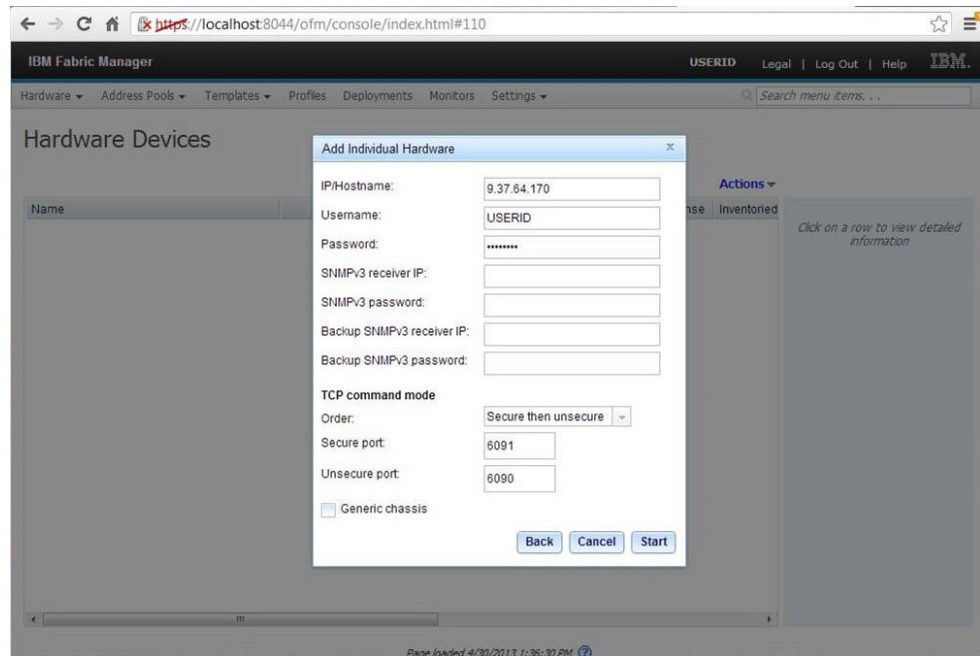 https://localhost:8044/ofm/console/index.html#110
IBM Fabric Manager
USERID
Legal | Log Out | Help
IBM.
Hardware Address Pools Templates Profiles Deployments Monitors Settings
Search menu items. . .
Hardware Devices
Actions
Name
nse Inventoried
Click on a row to view detailed
information
Add Individual Hardware
x
IP/Hostname: 9.37.64.170
Username: USERID
Password: ••••••••
SNMPv3 receiver IP:
SNMPv3 password:
Backup SNMPv3 receiver IP:
Backup SNMPv3 password:
TCP command mode
Order: Secure then unsecure
Secure port: 6091
Unsecure port: 6090
Generic chassis
Back Cancel Start
Page loaded 4/30/2013 1:36:30 PM ?